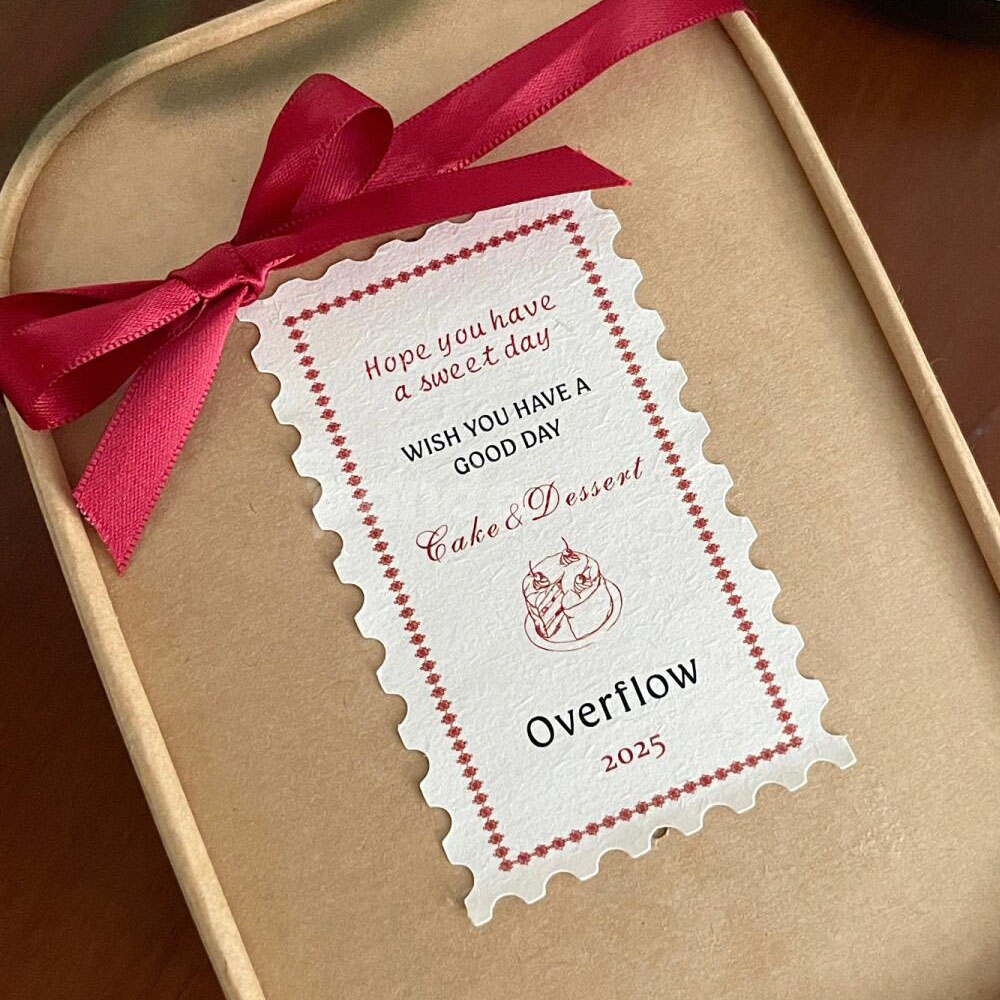 Hope you have
a sweet day
WISH YOU HAVE A
GOOD DAY
Cake & Dessert
Overflow
2025